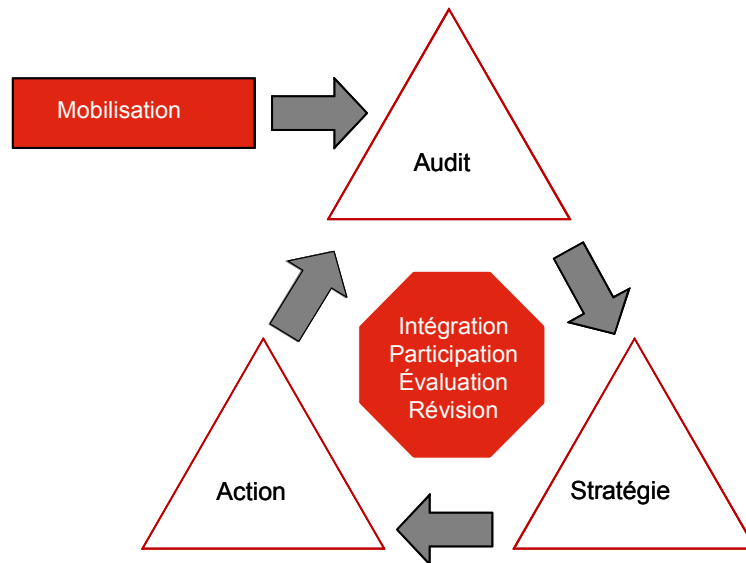 Mobilisation
Audit
Intégration
Participation
Évaluation
Révision
Action
Stratégie